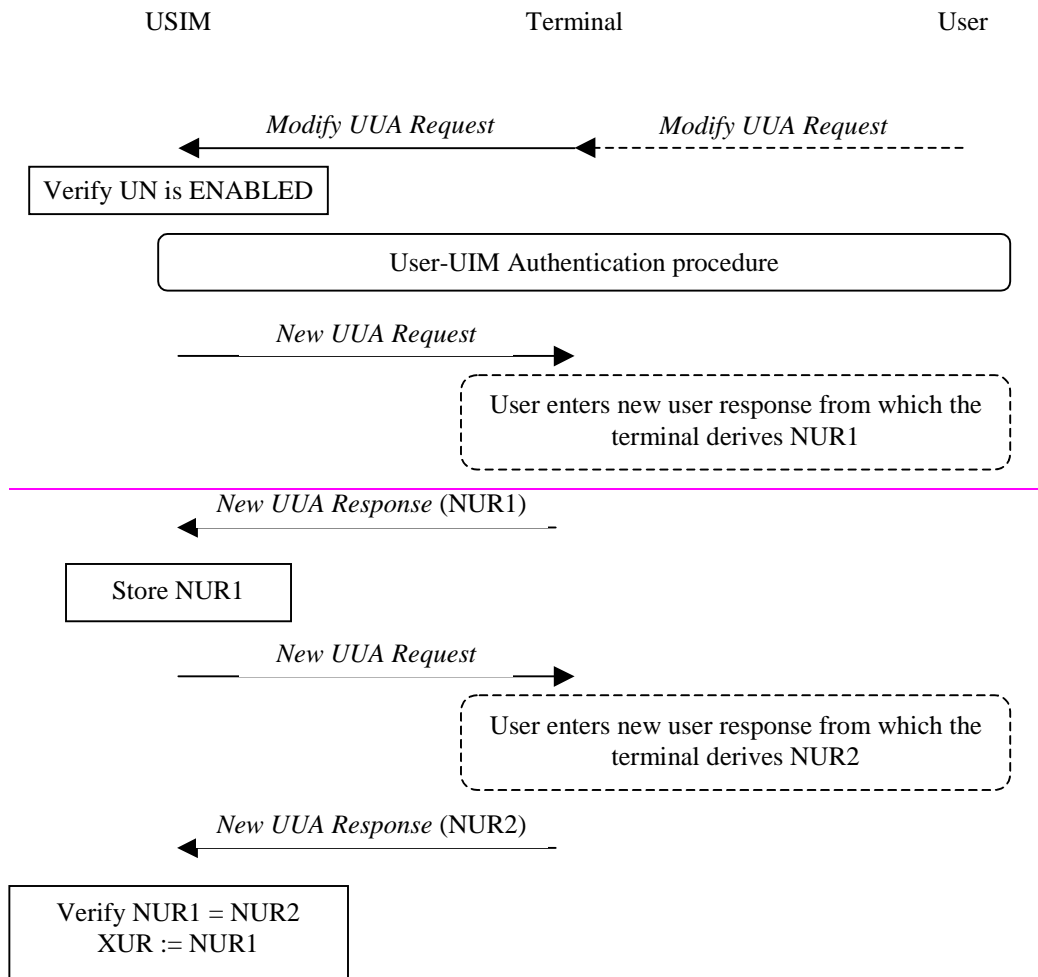 USIM Terminal User
Modify UUA Request Modify UUA Request
Verify UN is ENABLED
User-UIM Authentication procedure
New UUA Request
User enters new user response from which the
terminal derives NUR1
New UUA Response (NUR1)
Store NUR1
New UUA Request
User enters new user response from which the
terminal derives NUR2
New UUA Response (NUR2)
Verify NUR1 = NUR2
XUR := NUR1